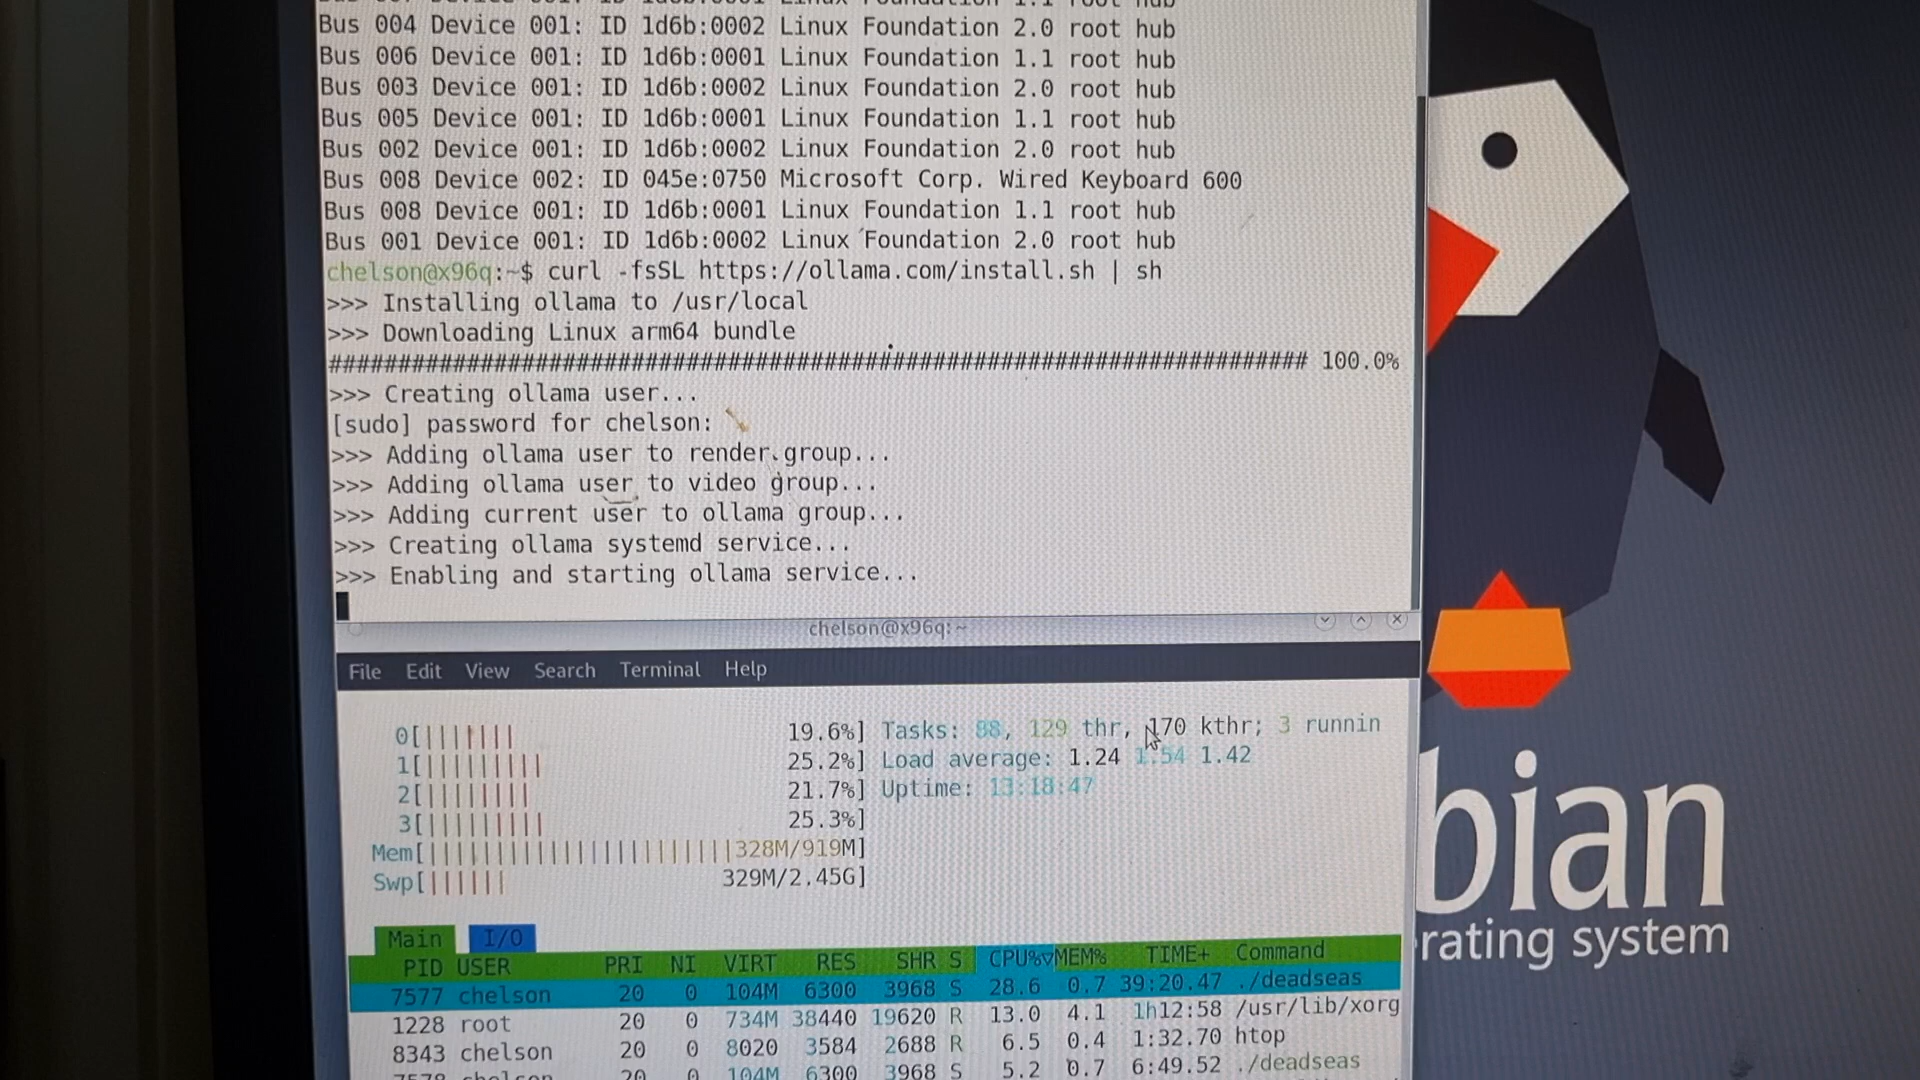 Bus 004 Device 001: ID 1d6b:0002 Linux Foundation 2.0 root hub
Bus 006 Device 001: ID 1d6b:0001 Linux Foundation 1.1 root hub
Bus 003 Device 001: ID 1d6b:0002 Linux Foundation 2.0 root hub
Bus 005 Device 001: ID 1d6b:0001 Linux Foundation 1.1 root hub
Bus 002 Device 001: ID 1d6b:0002 Linux Foundation 2.0 root hub
Bus 008 Device 002: ID 045e:0750 Microsoft Corp. Wired Keyboard 600
Bus 008 Device 001: ID 1d6b:0001 Linux Foundation 1.1 root hub
Bus 001 Device 001: ID 1d6b:0002 Linux Foundation 2.0 root hub
chelson@x96q:~$ curl -fsSL https://ollama.com/install.sh | sh
>>> Installing ollama to /usr/local
>>> Downloading Linux arm64 bundle
####################################################################### 100.0%
>>> Creating ollama user...
[sudo] password for chelson:
>>> Adding ollama user to render group...
>>> Adding ollama user to video group...
>>> Adding current user to ollama group...
>>> Creating ollama systemd service...
>>> Enabling and starting ollama service...
chelson@x96q: ~
File Edit View Search Terminal Help
0[||||||| 19.6%] Tasks: 88, 129 thr, 170 kthr; 3 runnin
1[||||||||| 25.2%] Load average: 1.24 1.54 1.42
2[|||||||| 21.7%] Uptime: 13:18:47
3[||||||||| 25.3%]
Mem[|||||||||||||||||||||||328M/919M]
Swp[|||||| 329M/2.45G]
Main I/O
PID USER PRI NI VIRT RES SHR S CPU%▽MEM% TIME+ Command
7577 chelson 20 0 104M 6300 3968 S 28.6 0.7 39:20.47 ./deadseas
1228 root 20 0 734M 38440 19620 R 13.0 4.1 1h12:58 /usr/lib/xorg
8343 chelson 20 0 8020 3584 2688 R 6.5 0.4 1:32.70 htop
7578 chelson 20 0 104M 6300 3968 S 5.2 0.7 6:49.52 ./deadseas
bian
rating system